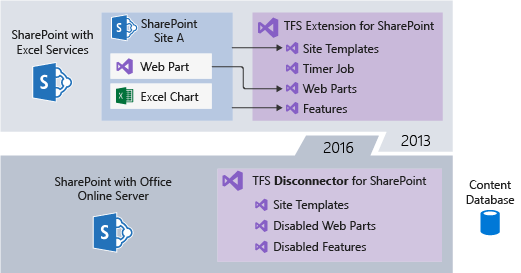 SharePoint with
Excel Services
SharePoint
Site A
Web Part
Excel Chart
TFS Extension for SharePoint
Site Templates
Timer Job
Web Parts
Features
2016
2013
SharePoint with Office
Online Server
TFS Disconnector for SharePoint
Site Templates
Disabled Web Parts
Disabled Features
Content
Database